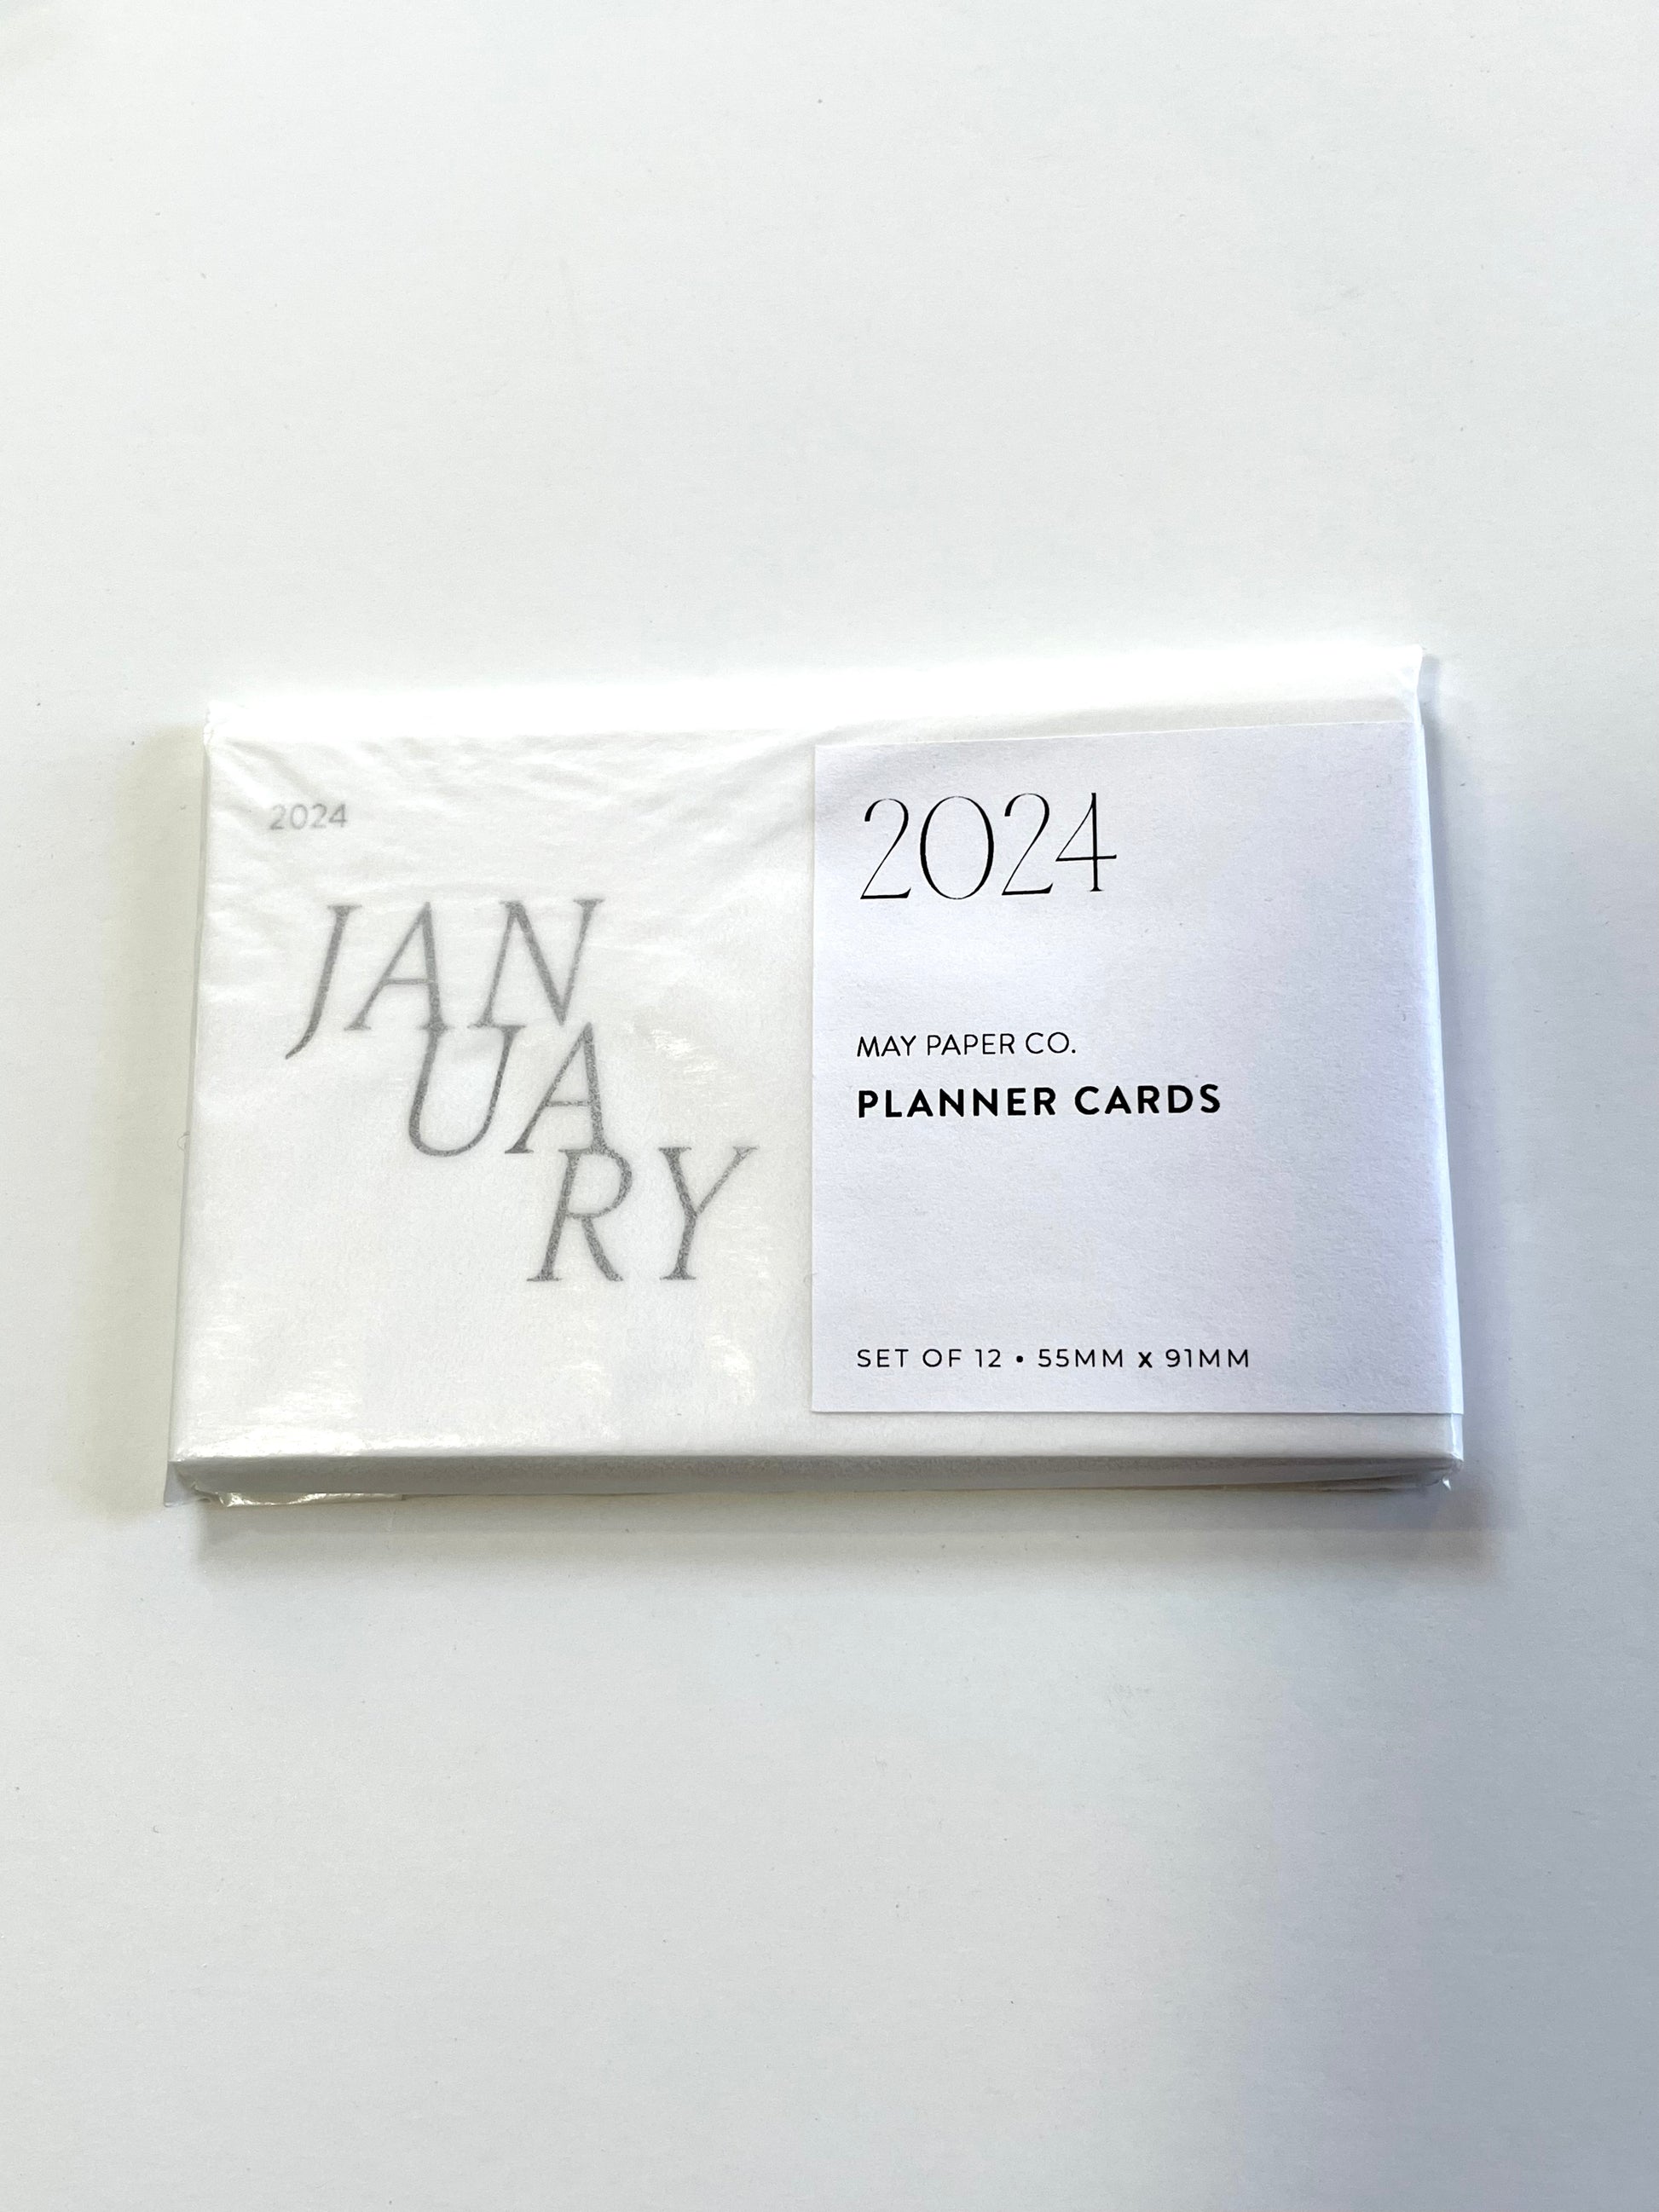 2024
JAN
UA
RY
2024
MAY PAPER CO.
PLANNER CARDS
SET OF 12 • 55MM x 91MM